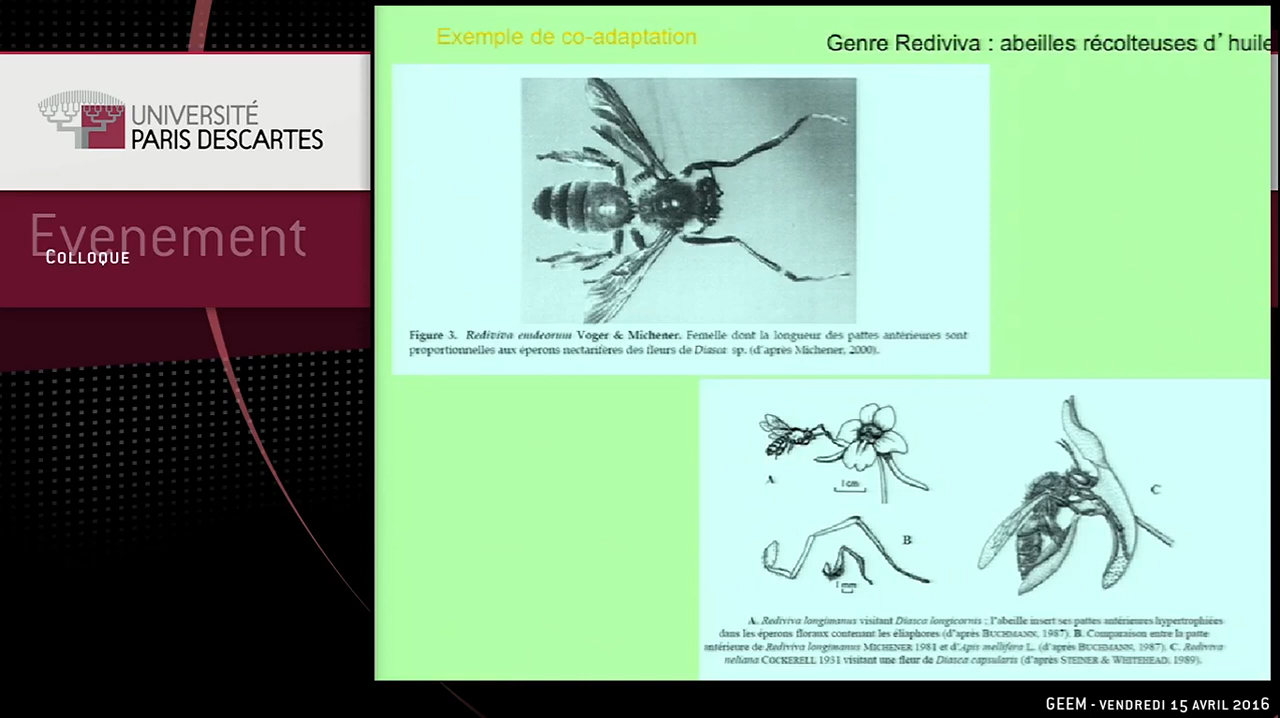 UNIVERSITÉ
PARIS DESCARTES
Evenement
COLLOQUE
Exemple de co-adaptation
Genre Rediviva : abeilles récolteuses d’huile
Figure 3. Rediviva emdeorum Voger & Michener. Femelle dont la longueur des pattes antérieures sont
proportionnelles aux éperons nectarifères des fleurs de Diascr sp. (d'après Michener, 2000).
A
1 cm
B
1 mm
C
A. Rediviva longimanus visitant Diasca longicornis : l'abeille insert ses pattes antérieures hypertrophiées
dans les éperons floraux contenant les élaiophores (d'après BUCHMANN, 1987). B. Comparaison entre la patte
antérieure de Rediviva longimanus MICHENER 1981 et d'Apis mellifera L. (d'après BUCHMANN, 1987). C. Rediviva
neliana COCKERELL 1931 visitant une fleur de Diasca capsularis (d'après STEINER & WHITEHEAD, 1989).
GEEM - VENDREDI 15 AVRIL 2016